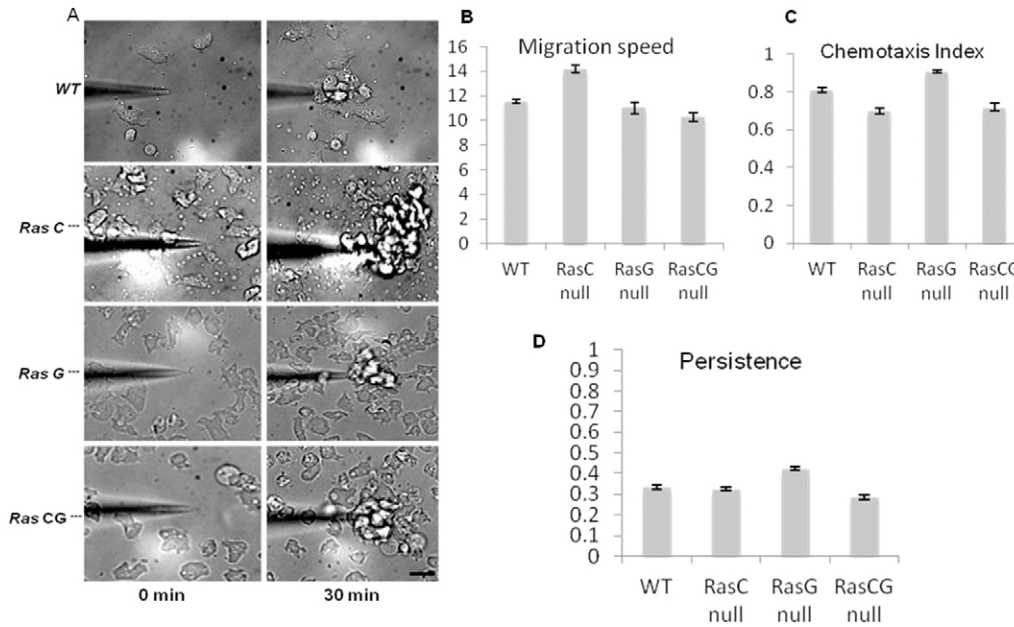 A
WT
Ras C ---
Ras G ---
Ras CG ---
0 min
30 min
B
Migration speed
16
14
12
10
8
6
4
2
0
WT
RasC
null
RasG
null
RasCG
null
C
Chemotaxis Index
1
0.8
0.6
0.4
0.2
0
WT
RasC
null
RasG
null
RasCG
null
D
Persistence
1
0.9
0.8
0.7
0.6
0.5
0.4
0.3
0.2
0.1
0
WT
RasC
null
RasG
null
RasCG
null